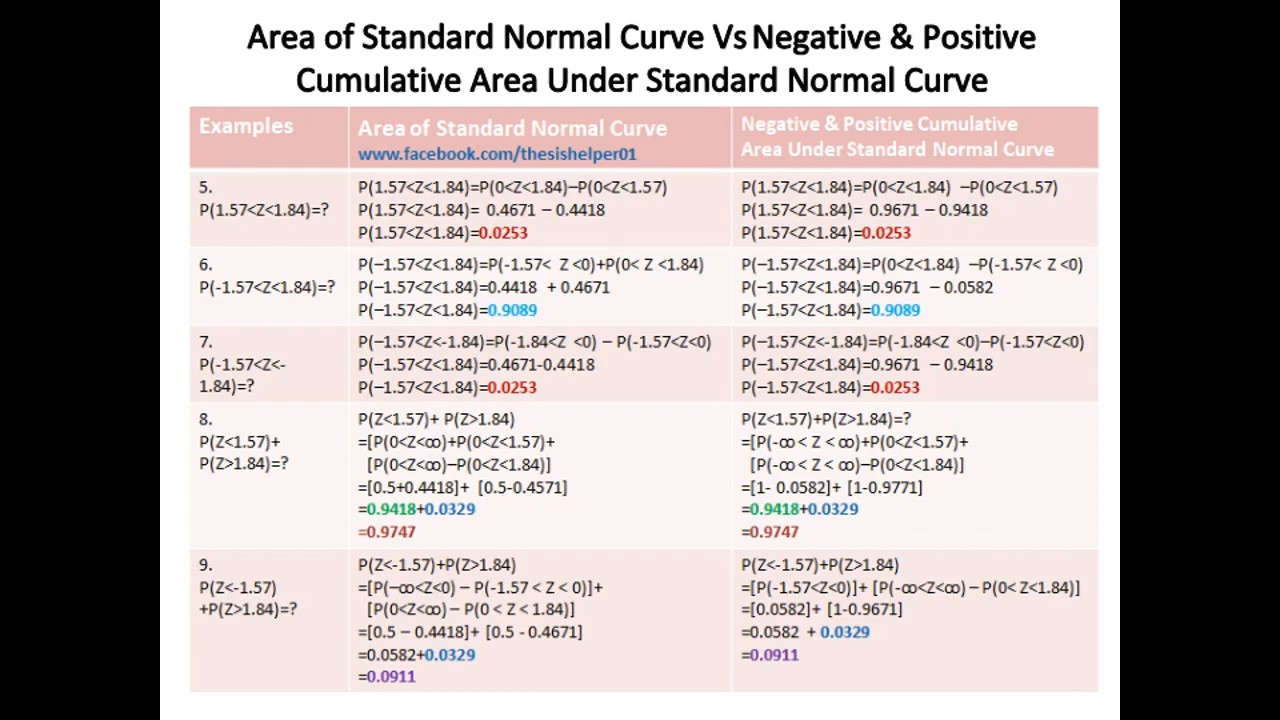 Area of Standard Normal Curve Vs Negative & Positive
Cumulative Area Under Standard Normal Curve
Examples
Area of Standard Normal Curve
www.facebook.com/thesishelper01
Negative & Positive Cumulative
Area Under Standard Normal Curve
5.
P(1.57<Z<1.84)=?
P(1.57<Z<1.84)=P(0<Z<1.84)–P(0<Z<1.57)
P(1.57<Z<1.84)= 0.4671 – 0.4418
P(1.57<Z<1.84)=0.0253
P(1.57<Z<1.84)=P(0<Z<1.84) –P(0<Z<1.57)
P(1.57<Z<1.84)= 0.9671 – 0.9418
P(1.57<Z<1.84)=0.0253
6.
P(-1.57<Z<1.84)=?
P(–1.57<Z<1.84)=P(-1.57< Z <0)+P(0< Z <1.84)
P(–1.57<Z<1.84)=0.4418 + 0.4671
P(–1.57<Z<1.84)=0.9089
P(–1.57<Z<1.84)=P(0<Z<1.84) –P(-1.57< Z <0)
P(–1.57<Z<1.84)=0.9671 – 0.0582
P(–1.57<Z<1.84)=0.9089
7.
P(-1.57<Z<-
1.84)=?
P(–1.57<Z<-1.84)=P(-1.84<Z <0) – P(-1.57<Z<0)
P(–1.57<Z<1.84)=0.4671-0.4418
P(–1.57<Z<1.84)=0.0253
P(–1.57<Z<-1.84)=P(-1.84<Z <0)–P(-1.57<Z<0)
P(–1.57<Z<1.84)=0.9671 – 0.9418
P(–1.57<Z<1.84)=0.0253
8.
P(Z<1.57)+
P(Z>1.84)=?
P(Z<1.57)+ P(Z>1.84)
=[P(0<Z<∞)+P(0<Z<1.57)+
[P(0<Z<∞)–P(0<Z<1.84)]
=[0.5+0.4418]+ [0.5-0.4571]
=0.9418+0.0329
=0.9747
P(Z<1.57)+P(Z>1.84)=?
=[P(-∞ < Z < ∞)+P(0<Z<1.57)+
[P(-∞ < Z < ∞)–P(0<Z<1.84)]
=[1- 0.0582]+ [1-0.9771]
=0.9418+0.0329
=0.9747
9.
P(Z<-1.57)
+P(Z>1.84)=?
P(Z<-1.57)+P(Z>1.84)
=[P(–∞<Z<0) – P(-1.57 < Z < 0)]+
[P(0<Z<∞) – P(0 < Z < 1.84)]
=[0.5 – 0.4418]+ [0.5 - 0.4671]
=0.0582+0.0329
=0.0911
P(Z<-1.57)+P(Z>1.84)
=[P(-1.57<Z<0)]+ [P(-∞<Z<∞) – P(0< Z<1.84)]
=[0.0582]+ [1-0.9671]
=0.0582 + 0.0329
=0.0911